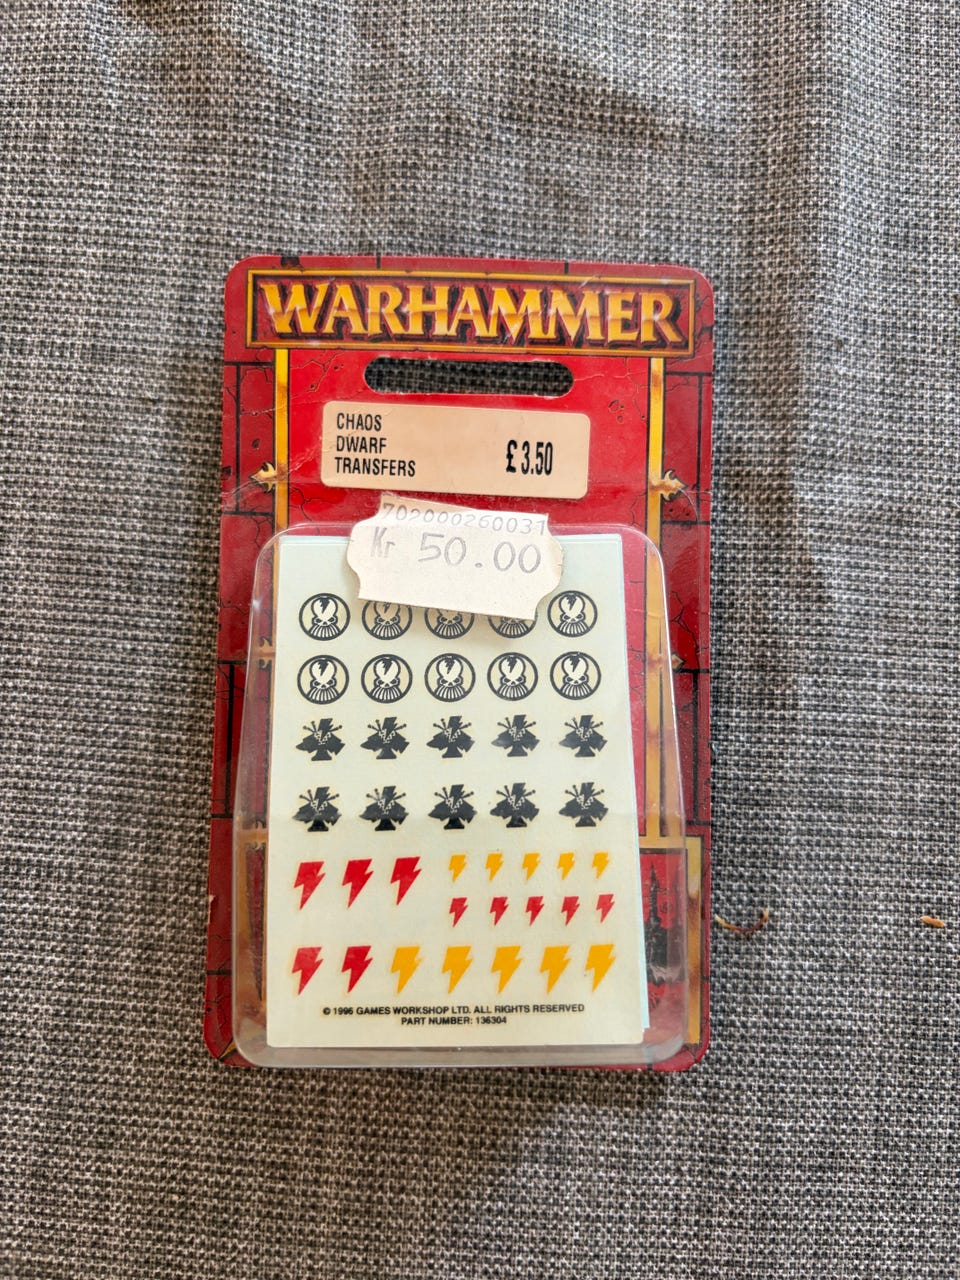 WARHAMMER
CHAOS
DWARF
TRANSFERS
£3.50
702000260031
Kr 50.00
© 1996 GAMES WORKSHOP LTD. ALL RIGHTS RESERVED
PART NUMBER: 136304